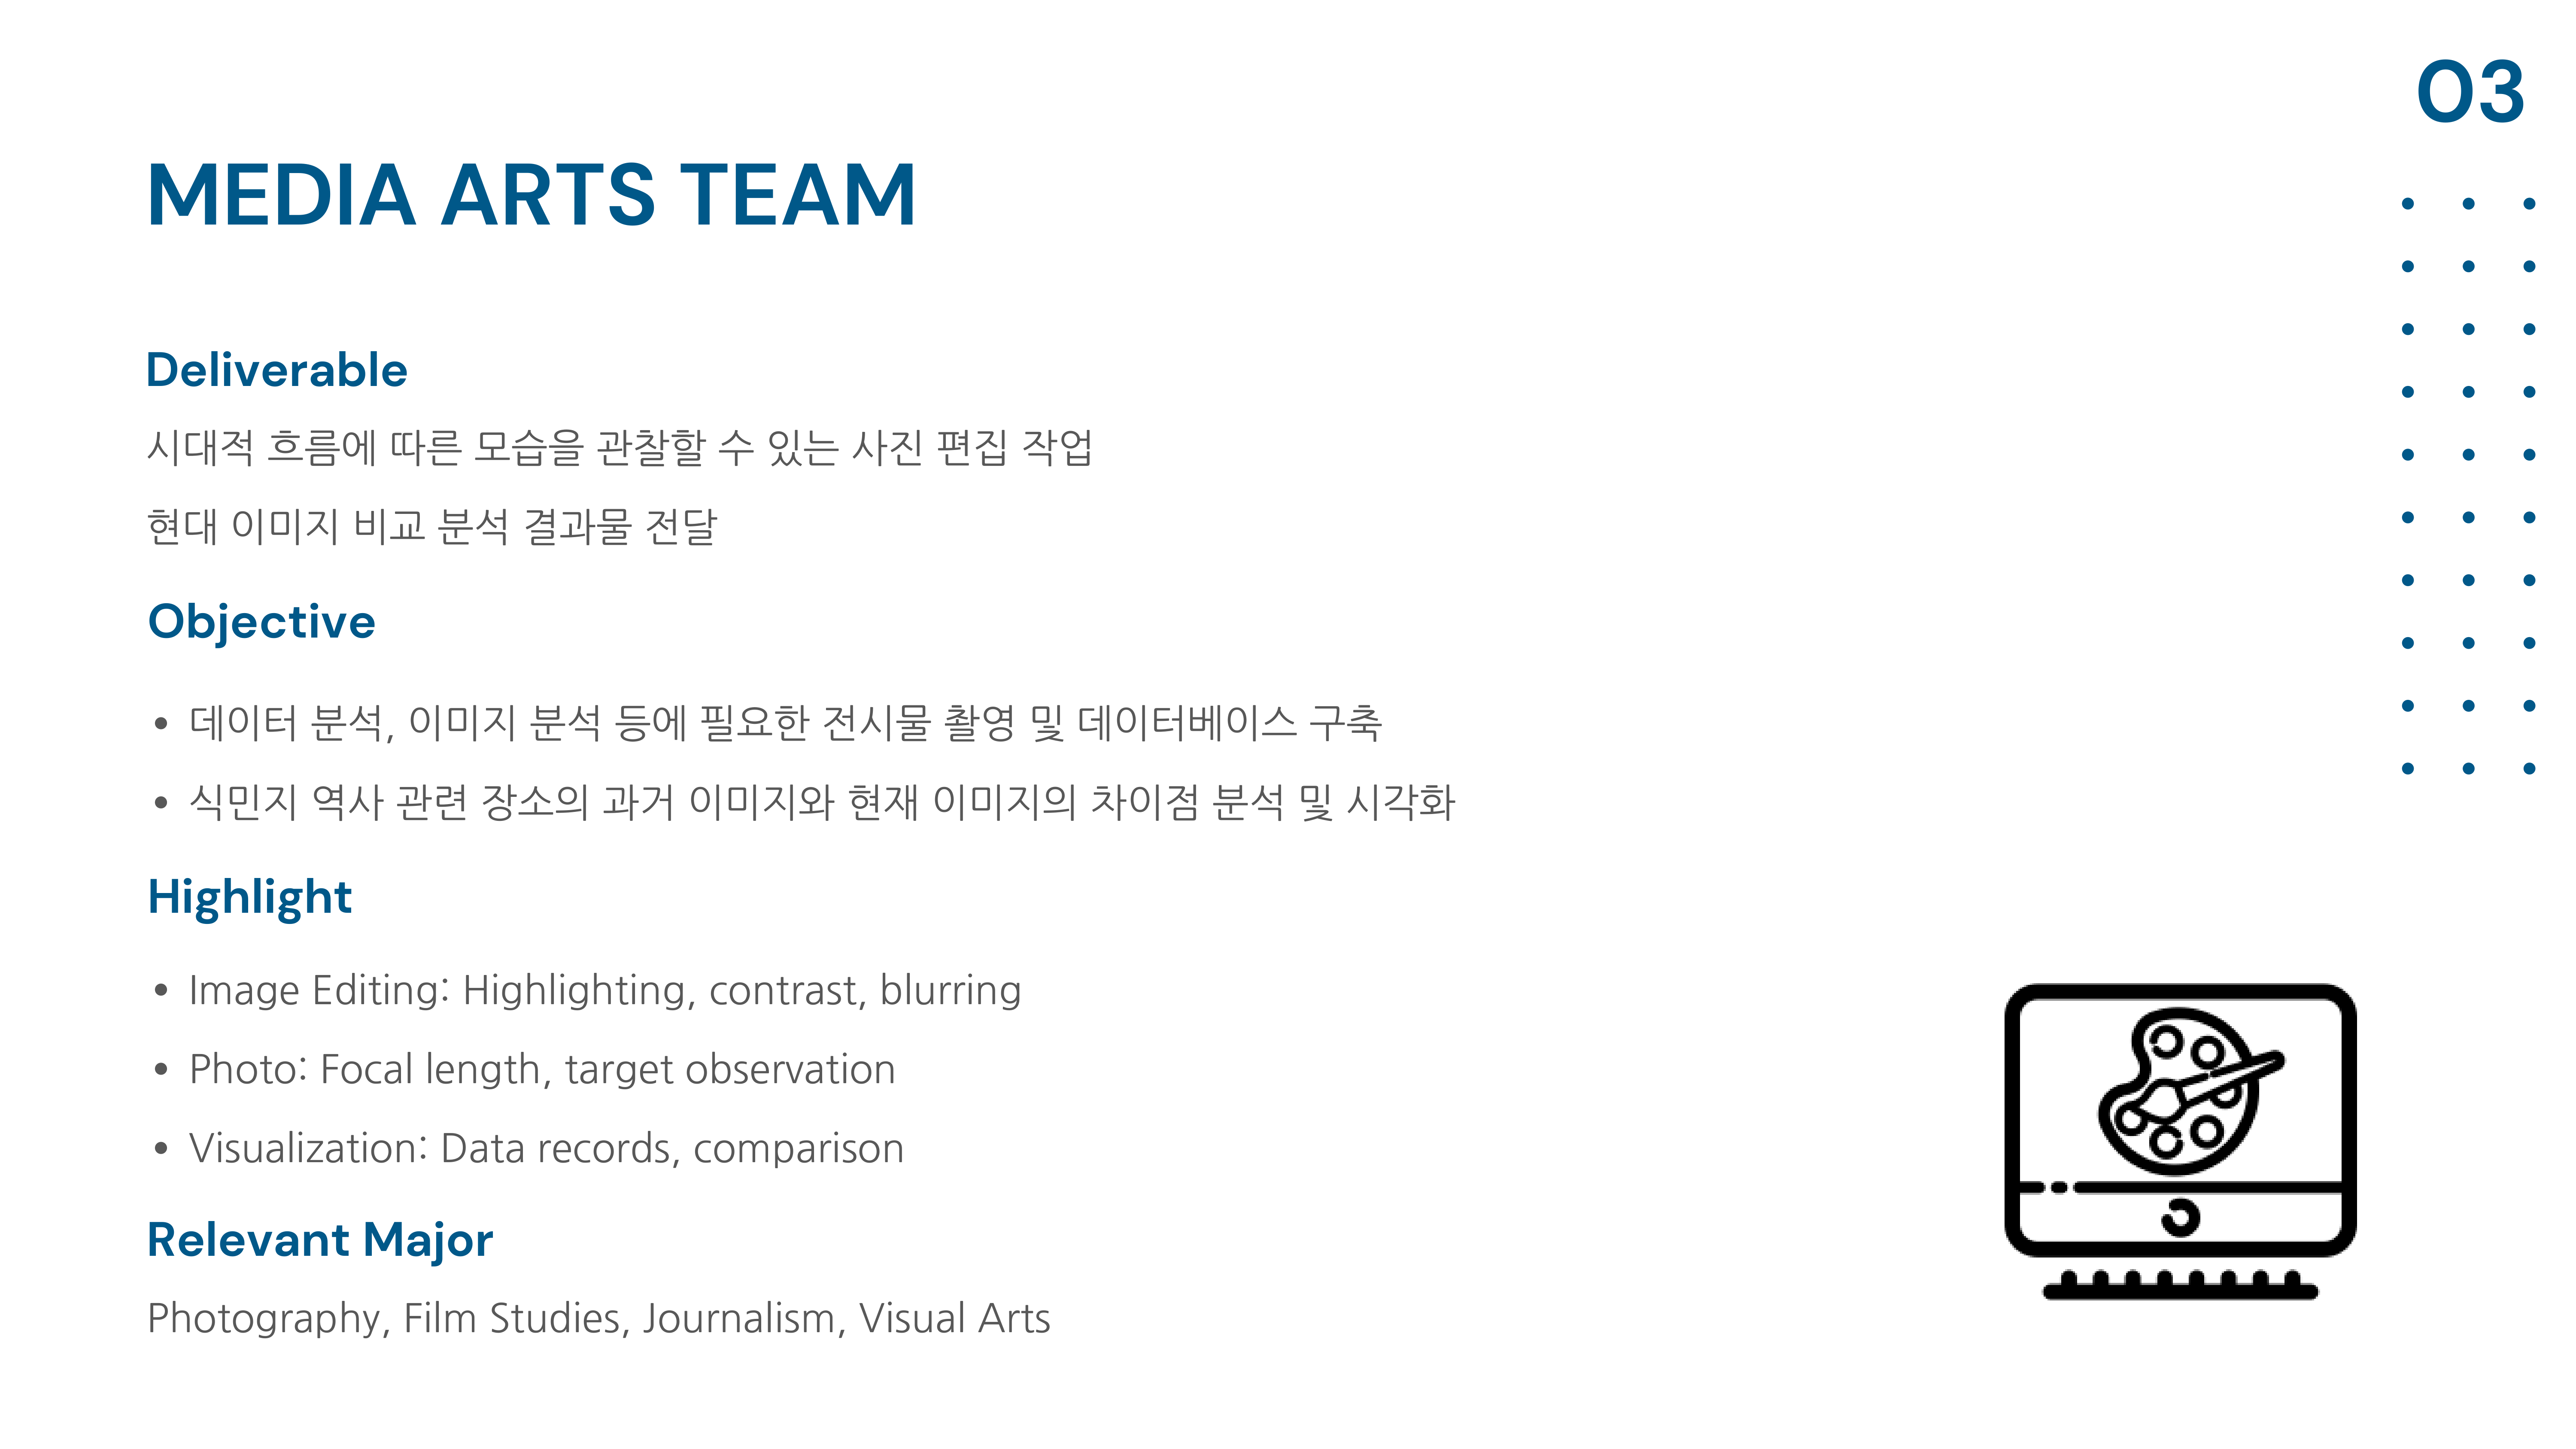 03
MEDIA ARTS TEAM
Deliverable
시대적 흐름에 따른 모습을 관찰할 수 있는 사진 편집 작업
현대 이미지 비교 분석 결과물 전달
Objective
• 데이터 분석, 이미지 분석 등에 필요한 전시물 촬영 및 데이터베이스 구축
• 식민지 역사 관련 장소의 과거 이미지와 현재 이미지의 차이점 분석 및 시각화
Highlight
• Image Editing: Highlighting, contrast, blurring
• Photo: Focal length, target observation
• Visualization: Data records, comparison
Relevant Major
Photography, Film Studies, Journalism, Visual Arts